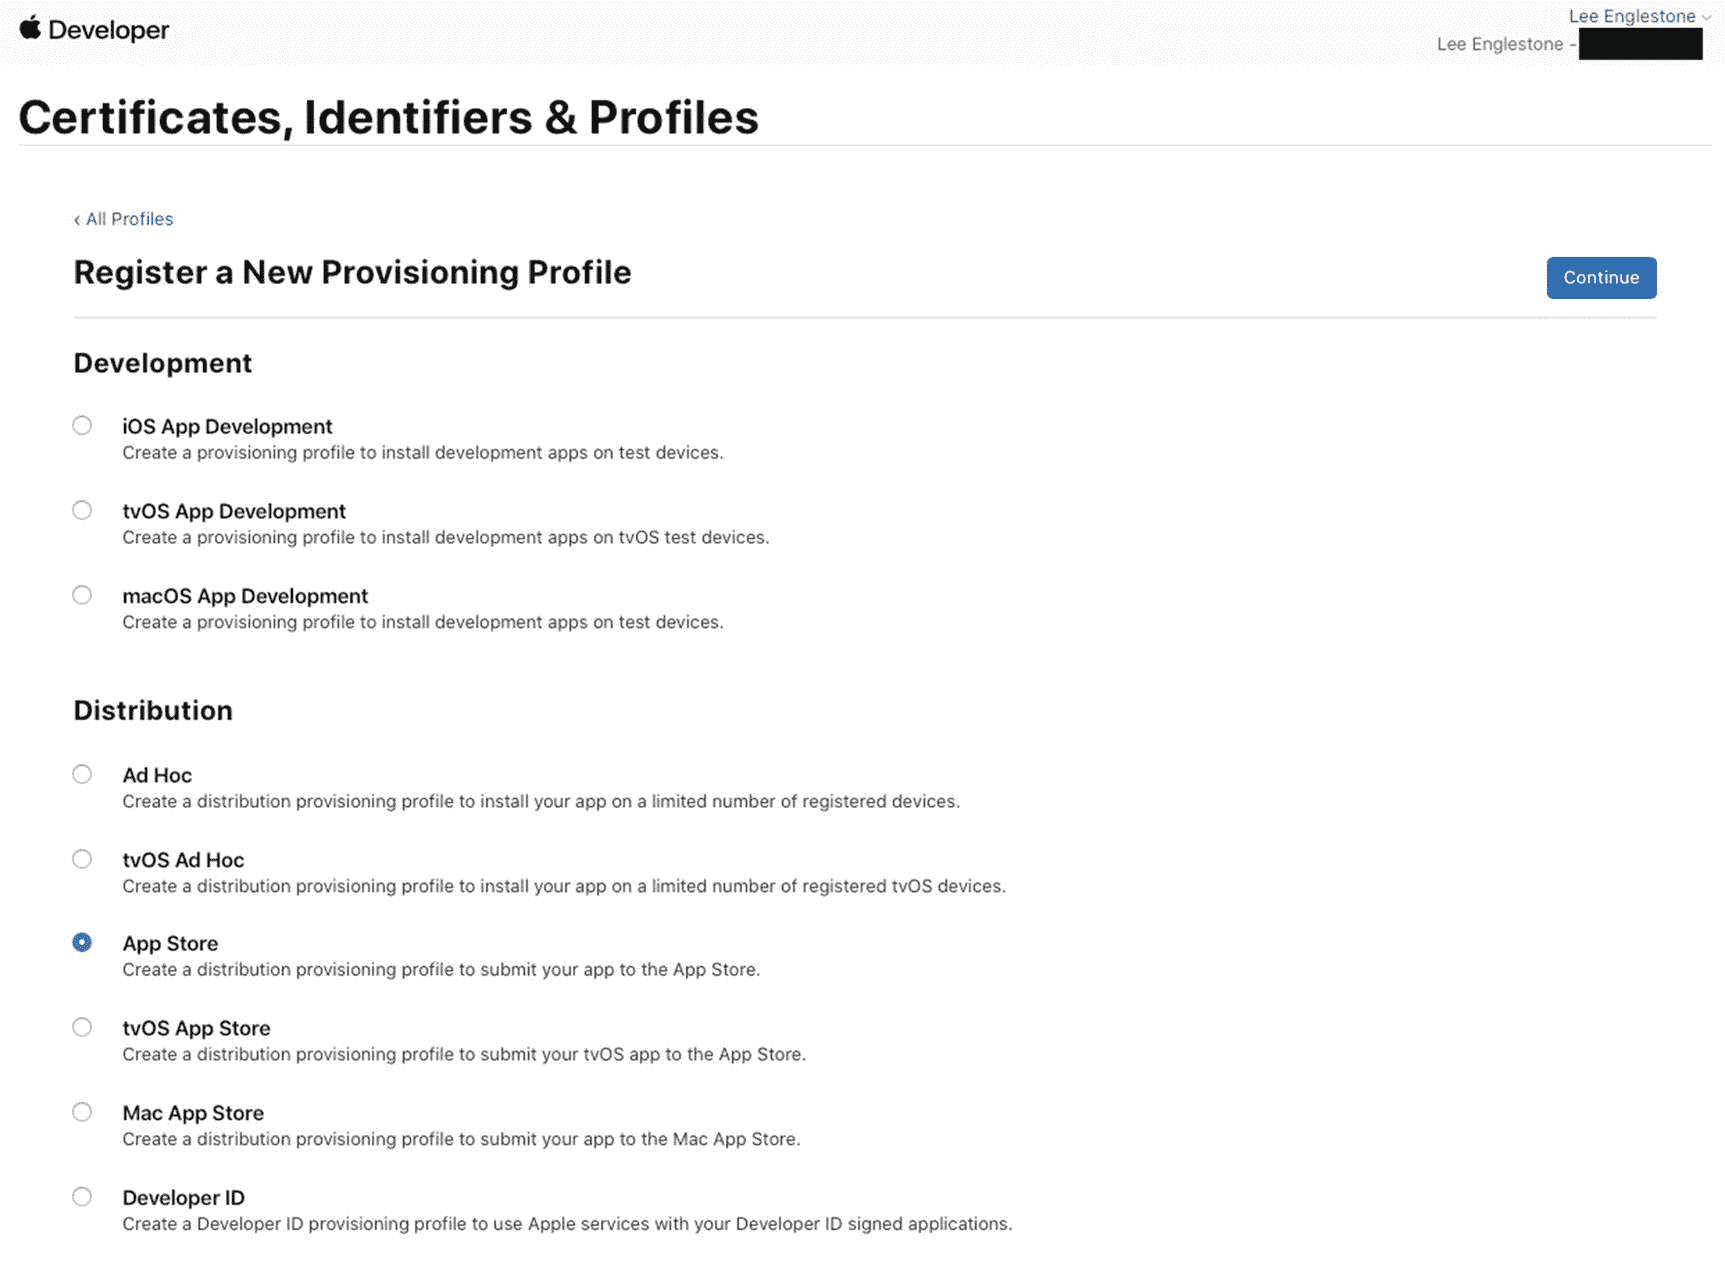 Developer
Lee Englestone
Lee Englestone -
Certificates, Identifiers & Profiles
‹ All Profiles
Register a New Provisioning Profile
Continue
Development
iOS App Development
Create a provisioning profile to install development apps on test devices.
tvOS App Development
Create a provisioning profile to install development apps on tvOS test devices.
macOS App Development
Create a provisioning profile to install development apps on test devices.
Distribution
Ad Hoc
Create a distribution provisioning profile to install your app on a limited number of registered devices.
tvOS Ad Hoc
Create a distribution provisioning profile to install your app on a limited number of registered tvOS devices.
App Store
Create a distribution provisioning profile to submit your app to the App Store.
tvOS App Store
Create a distribution provisioning profile to submit your tvOS app to the App Store.
Mac App Store
Create a distribution provisioning profile to submit your app to the Mac App Store.
Developer ID
Create a Developer ID provisioning profile to use Apple services with your Developer ID signed applications.